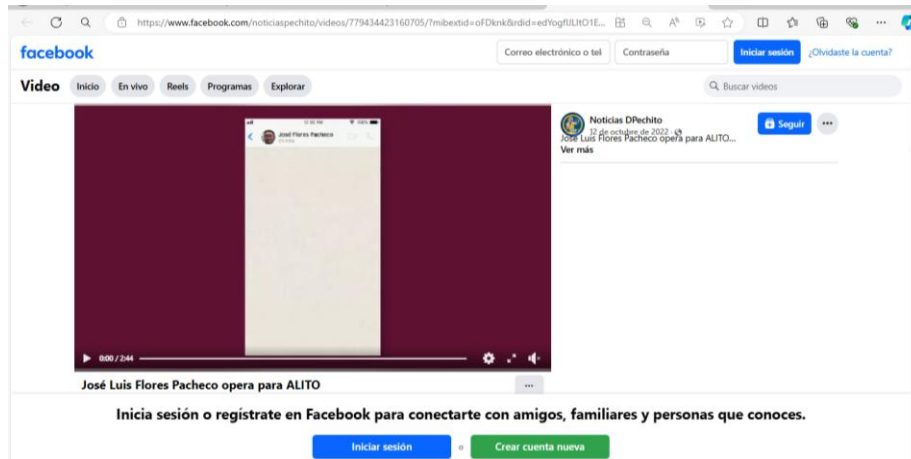 https://www.facebook.com/noticiaspechito/videos/779434423160705/?mibextid=oFDknk&rdid=edYogfULItO1E...
facebook
Correo electrónico o tel
Contraseña
Iniciar sesión
¿Olvidaste la cuenta?
Video
Inicio
En vivo
Reels
Programas
Explorar
Buscar videos
José Flores Pacheco
Noticias DPechito
12 de octubre de 2022
José Luis Flores Pacheco opera para ALITO...
Ver más
Seguir
0:00 / 2:44
José Luis Flores Pacheco opera para ALITO
Inicia sesión o regístrate en Facebook para conectarte con amigos, familiares y personas que conoces.
Iniciar sesión
o
Crear cuenta nueva